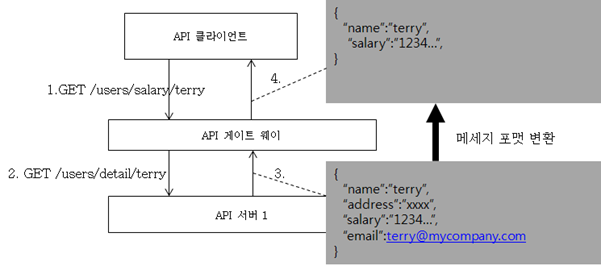 API 클라이언트
1.GET /users/salary/terry
4.
{
"name":"terry",
"salary":"1234...",
}
API 게이트 웨이
메세지 포맷 변환
2. GET /users/detail/terry
3.
API 서버 1
{
"name":"terry",
"address":"xxxx",
"salary":"1234...",
"email":terry@mycompany.com
}